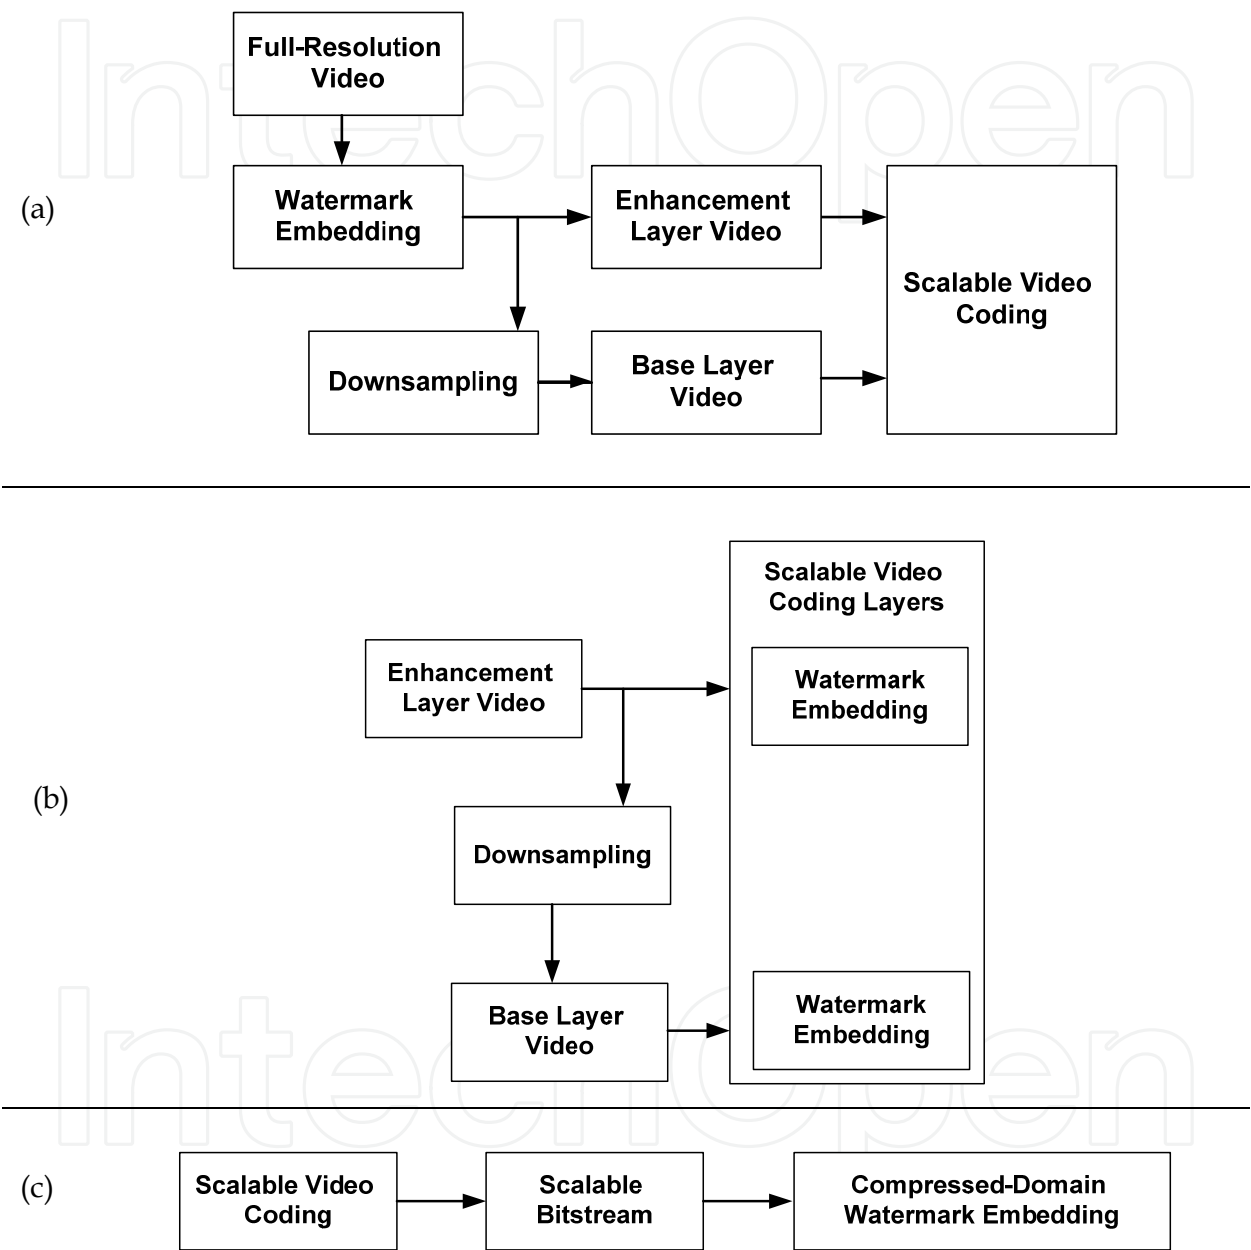 IntechOpen
Full-Resolution
Video
(a)
Watermark
Embedding
Enhancement
Layer Video
Scalable Video
Coding
Downsampling
Base Layer
Video
Scalable Video
Coding Layers
Enhancement
Layer Video
Watermark
Embedding
(b)
Downsampling
Base Layer
Video
Watermark
Embedding
IntechOpen
(c)
Scalable Video
Coding
Scalable
Bitstream
Compressed-Domain
Watermark Embedding